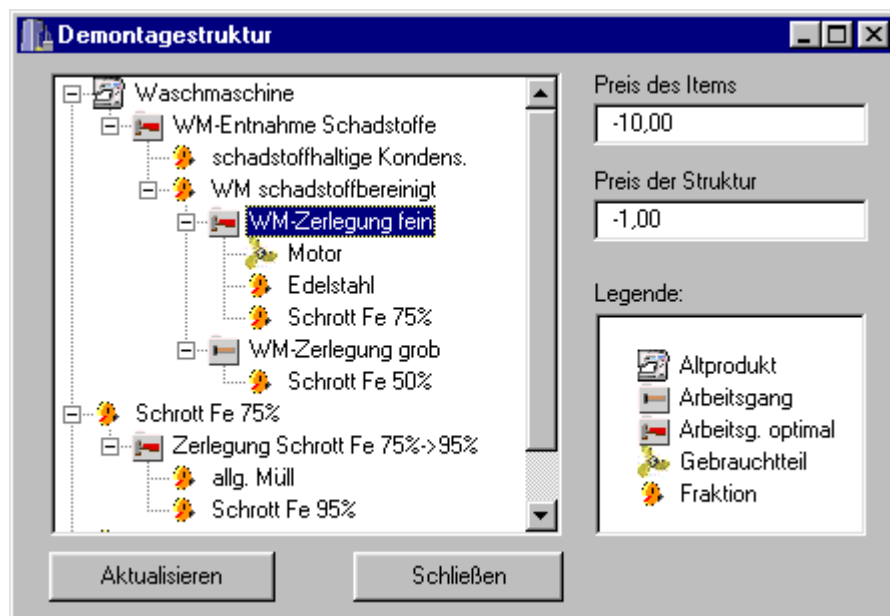 Demontagestruktur
Waschmaschine
WM-Entnahme Schadstoffe
schadstoffhaltige Kondens.
WM schadstoffbereinigt
WM-Zerlegung fein
Motor
Edelstahl
Schrott Fe 75%
WM-Zerlegung grob
Schrott Fe 50%
Schrott Fe 75%
Zerlegung Schrott Fe 75%->95%
allg. Müll
Schrott Fe 95%
Preis des Items
-10,00
Preis der Struktur
-1,00
Legende:
Altprodukt
Arbeitsgang
Arbeitsg. optimal
Gebrauchtteil
Fraktion
Aktualisieren
Schließen